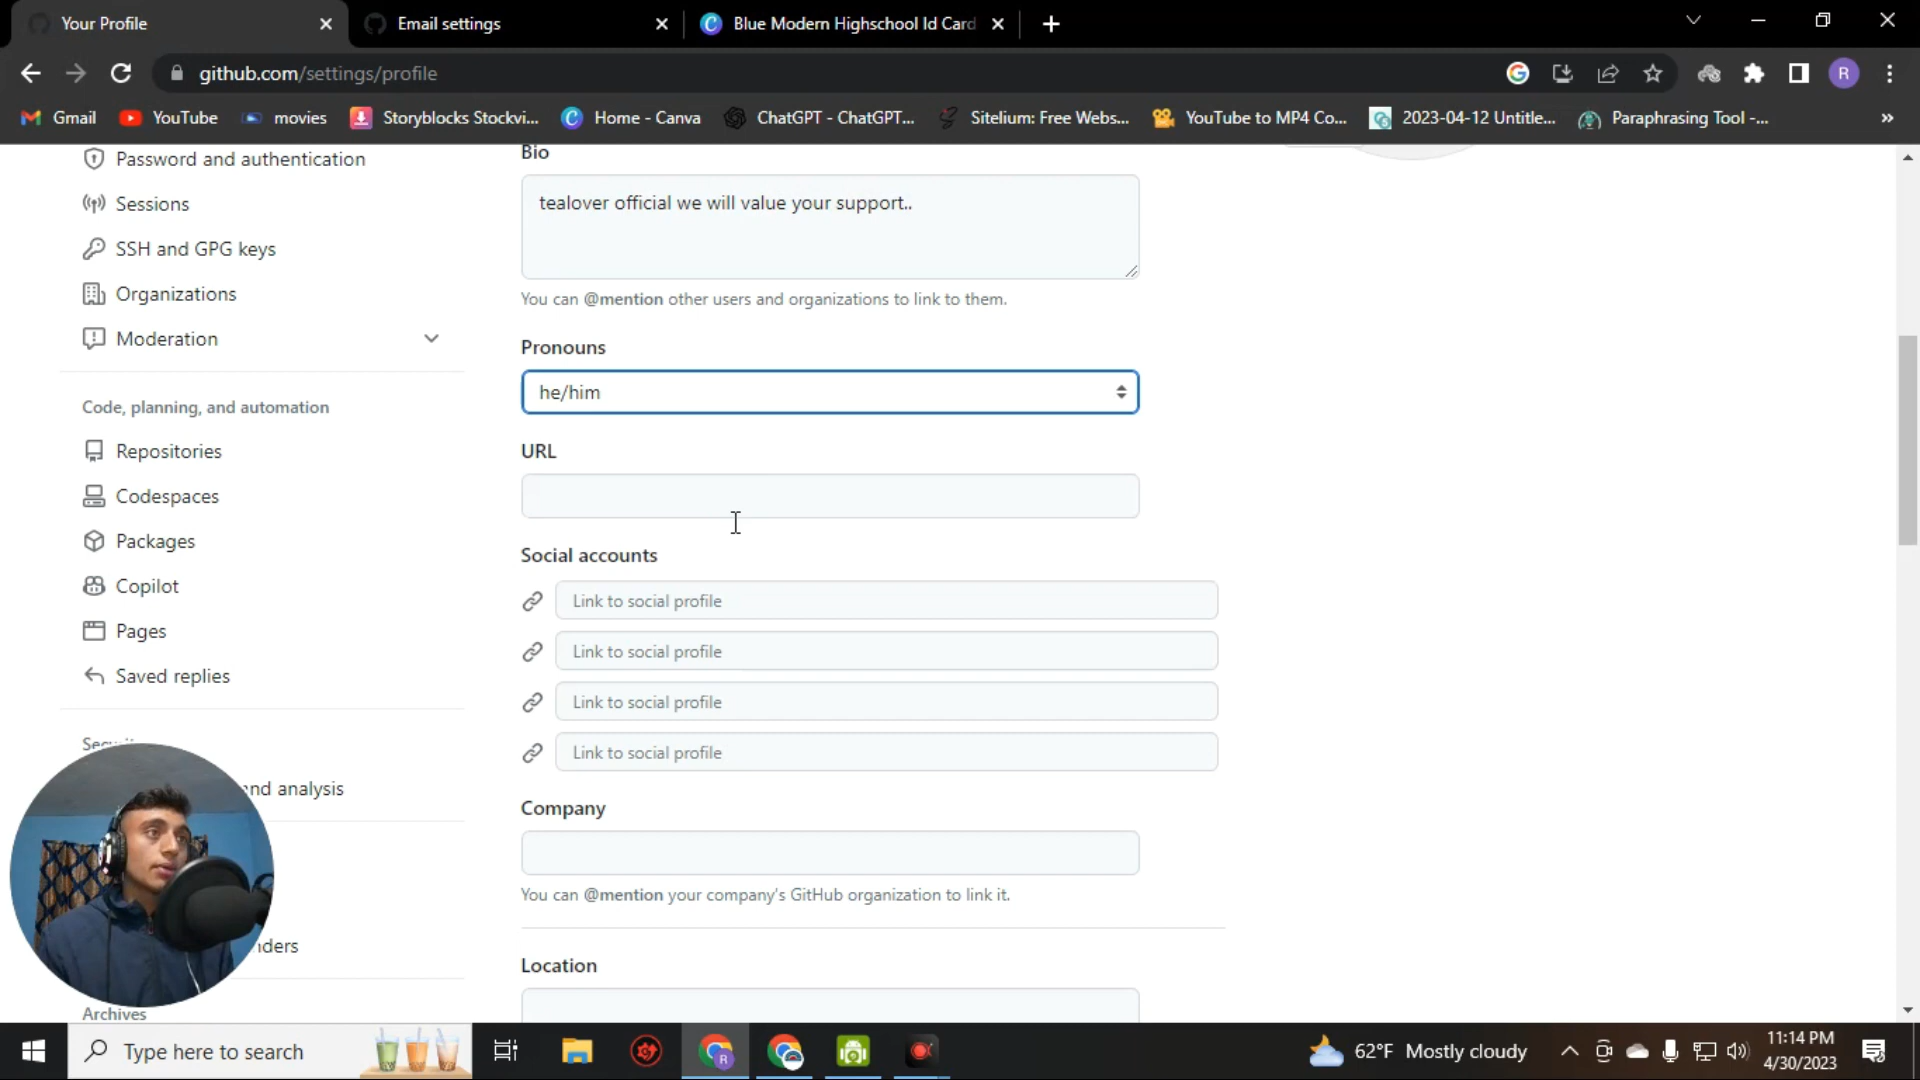 Your Profile
Email settings
Blue Modern Highschool Id Card
github.com/settings/profile
R
Gmail
YouTube
movies
Storyblocks Stockvi...
Home - Canva
ChatGPT - ChatGPT...
Sitelium: Free Webs...
YouTube to MP4 Co...
2023-04-12 Untitle...
Paraphrasing Tool -...
»
Password and authentication
Sessions
SSH and GPG keys
Organizations
Moderation
Code, planning, and automation
Repositories
Codespaces
Packages
Copilot
Pages
Saved replies
and analysis
Archives
Bio
tealover official we will value your support..
You can @mention other users and organizations to link to them.
Pronouns
he/him
URL
Social accounts
Link to social profile
Link to social profile
Link to social profile
Link to social profile
Company
You can @mention your company's GitHub organization to link it.
Location
Type here to search
62°F Mostly cloudy
11:14 PM
4/30/2023